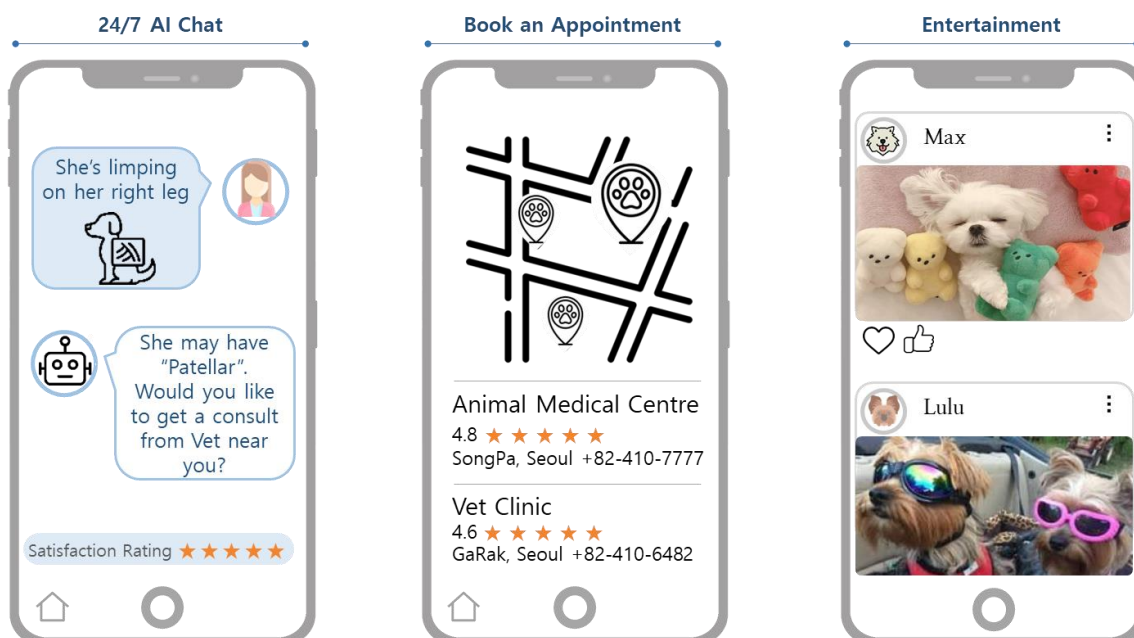 24/7 AI Chat
She's limping
on her right leg
She may have
"Patellar".
Would you like
to get a consult
from Vet near
you?
Satisfaction Rating
Book an Appointment
Animal Medical Centre
4.8
SongPa, Seoul +82-410-7777
Vet Clinic
4.6
GaRak, Seoul +82-410-6482
Entertainment
Max
Lulu